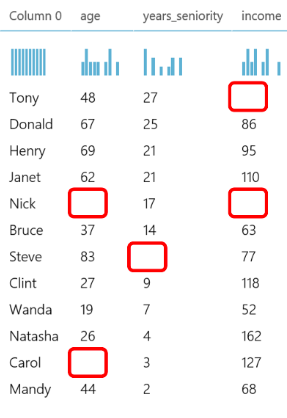 Column 0 age years_seniority income
Tony 48 27
Donald 67 25 86
Henry 69 21 95
Janet 62 21 110
Nick 17
Bruce 37 14 63
Steve 83 77
Clint 27 9 118
Wanda 19 7 52
Natasha 26 4 162
Carol 3 127
Mandy 44 2 68